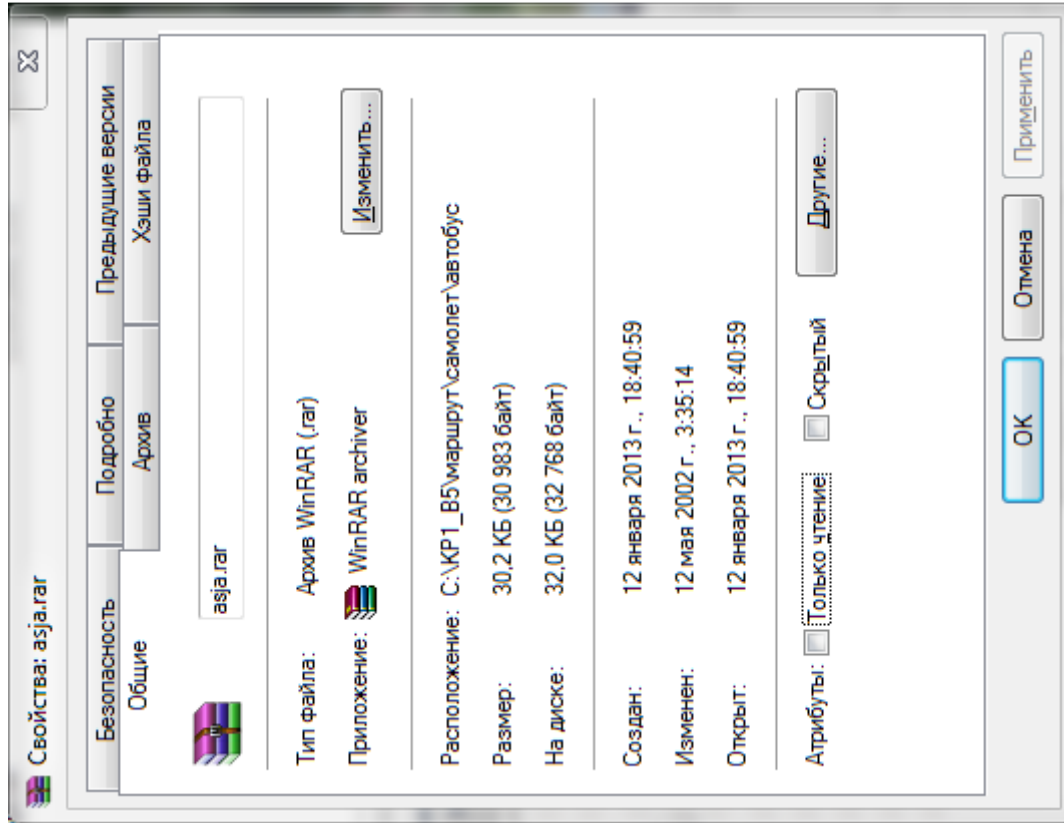 Свойства: asja.rar
Безопасность Подробно Предыдущие версии
Общие Архив Хэши файла
asja.rar
Тип файла: Архив WinRAR (.rar)
Приложение: WinRAR archiver Изменить...
Расположение: C:\KP1_B5\маршрут\самолет\автобус
Размер: 30,2 КБ (30 983 байт)
На диске: 32,0 КБ (32 768 байт)
Создан: 12 января 2013 г., 18:40:59
Изменен: 12 мая 2002 г., 3:35:14
Открыт: 12 января 2013 г., 18:40:59
Атрибуты: Только чтение Скрытый Другие...
ОК Отмена Применить